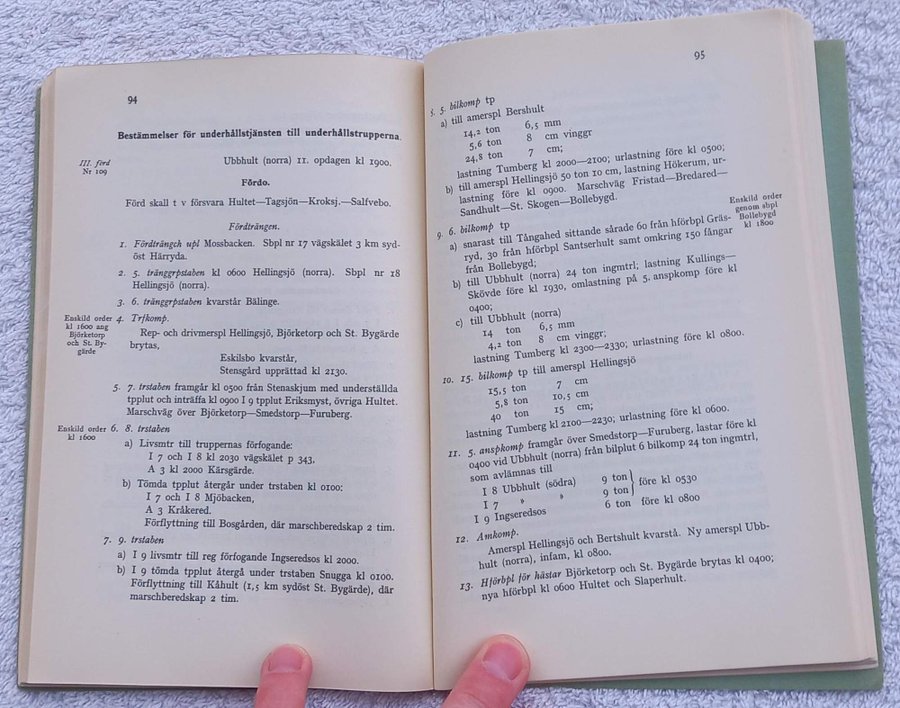 94
Bestämmelser för underhållstjänsten till underhållstrupperna.
III. förd
Nr 109
Ubbhult (norra) 11. opdagen kl 1900.
Fördo.
Förd skall t v försvara Hultet—Tagsjön—Kroksj.—Salfvebo.
Fördträngen.
1. Fördträngch upl Mossbacken. Sbpl nr 17 vägskälet 3 km syd-
öst Härryda.
2. 5. tränggrpstaben kl 0600 Hellingsjö (norra). Sbpl nr 18
Hellingsjö (norra).
3. 6. tränggrpstaben kvarstår Bälinge.
Enskild order
kl 1600 ang
Björketorp
och St. By-
gärde
4. Trfkomp.
Rep- och drivmerspl Hellingsjö, Björketorp och St. Bygärde
brytas,
Eskilsbo kvarstår,
Stensgård upprättad kl 2130.
5. 7. trstaben framgår kl 0500 från Stenaskjum med underställda
tpplut och inträffa kl 0900 I 9 tpplut Eriksmyst, övriga Hultet.
Marschväg över Björketorp—Smedstorp—Furuberg.
Enskild order
kl 1600
6. 8. trstaben
a) Livsmtr till truppernas förfogande:
I 7 och I 8 kl 2030 vägskälet p 343,
A 3 kl 2000 Kärsgärde.
b) Tömda tpplut återgår under trstaben kl 0100:
I 7 och I 8 Mjöbacken,
A 3 Kråkered.
Förflyttning till Bosgården, där marschberedskap 2 tim.
7. 9. trstaben
a) I 9 livsmtr till reg förfogande Ingseredsos kl 2000.
b) I 9 tömda tpplut återgå under trstaben Snugga kl 0100.
Förflyttning till Kåhult (1,5 km sydöst St. Bygärde), där
marschberedskap 2 tim.
95
5. bilkomp tp
a) till amerspl Bershult
14,2 ton 6,5 mm
5,6 ton 8 cm vinggr
24,8 ton 7 cm;
lastning Tumberg kl 2000—2100; urlastning före kl 0500;
b) till amerspl Hellingsjö 50 ton 10 cm, lastning Hökerum, ur-
lastning före kl 0900. Marschväg Fristad—Bredared—
Sandhult—St. Skogen—Bollebygd.
Enskild order
genom sbpl
Bollebygd
kl 1800
9. 6. bilkomp tp
a) snarast till Tångahed sittande sårade 60 från hförbpl Gräs-
ryd, 30 från hförbpl Santserhult samt omkring 150 fångar
från Bollebygd;
b) till Ubbhult (norra) 24 ton ingmtrl; lastning Kullings—
Skövde före kl 1930, omlastning på 5. anspkomp före kl
0400;
c) till Ubbhult (norra)
14 ton 6,5 mm
4,2 ton 8 cm vinggr;
lastning Tumberg kl 2300—2330; urlastning före kl 0800.
10. 15. bilkomp tp till amerspl Hellingsjö
15,5 ton 7 cm
5,8 ton 10,5 cm
40 ton 15 cm;
lastning Tumberg kl 2100—2230; urlastning före kl 0600.
11. 5. anspkomp framgår över Smedstorp—Furuberg, lastar före kl
0400 vid Ubbhult (norra) från bilplut 6 bilkomp 24 ton ingmtrl,
som avlämnas till
I 8 Ubbhult (södra) 9 ton } före kl 0530
I 7 » » 9 ton
I 9 Ingseredsos 6 ton före kl 0800
12. Amkomp.
Amerspl Hellingsjö och Bertshult kvarstå. Ny amerspl Ubb-
hult (norra), infam, kl 0800.
13. Hförbpl för hästar Björketorp och St. Bygärde brytas kl 0400;
nya hförbpl kl 0600 Hultet och Slaperhult.